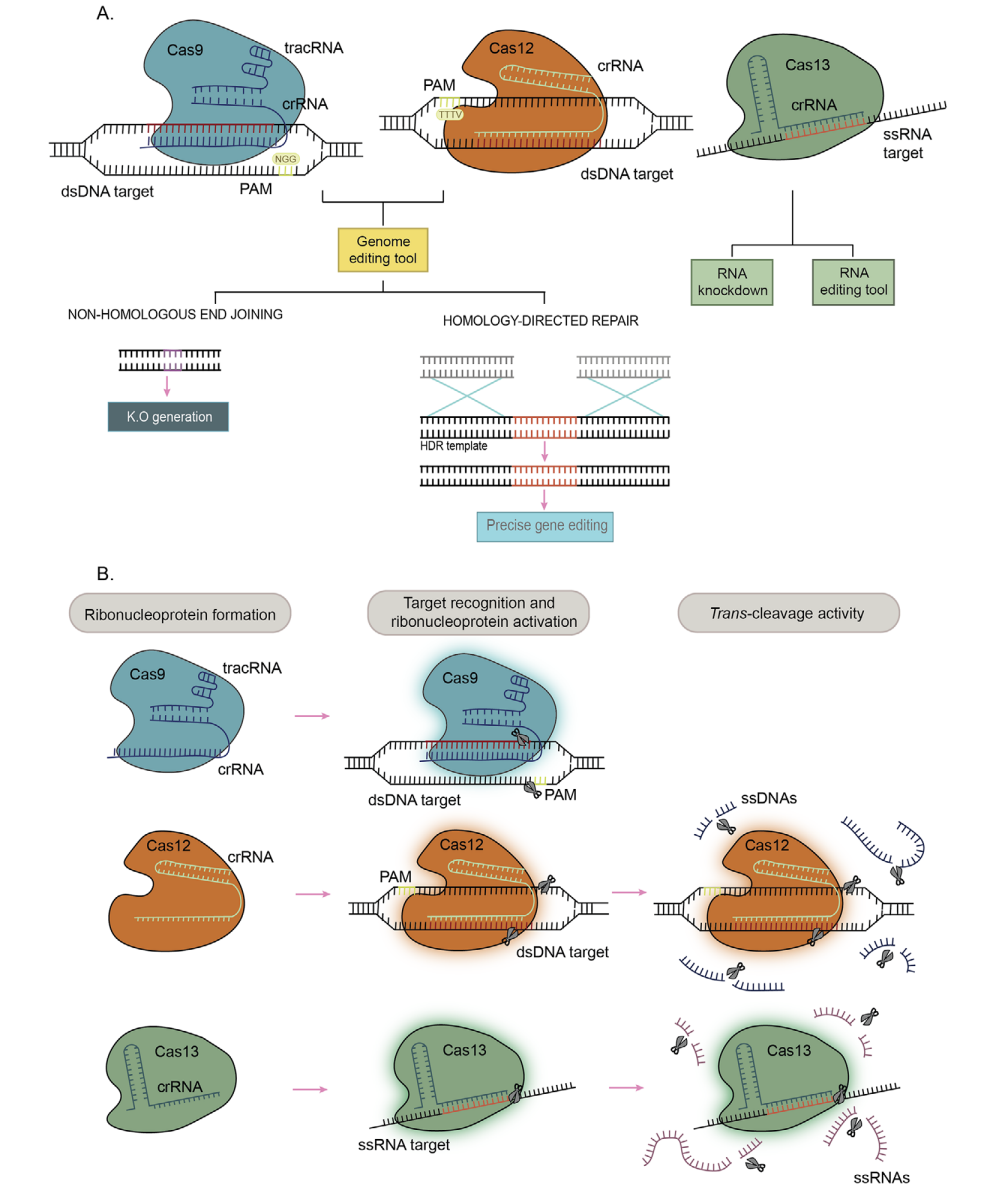 A.
Cas9
tracRNA
crRNA
NGG
dsDNA target
PAM
Cas12
crRNA
PAM
TTTV
dsDNA target
Cas13
crRNA
ssRNA
target
Genome
editing tool
RNA
knockdown
RNA
editing tool
NON-HOMOLOGOUS END JOINING
HOMOLOGY-DIRECTED REPAIR
K.O generation
HDR template
Precise gene editing
B.
Ribonucleoprotein formation
Target recognition and
ribonucleoprotein activation
Trans-cleavage activity
Cas9
tracRNA
crRNA
Cas9
dsDNA target
PAM
Cas12
crRNA
Cas12
PAM
dsDNA target
ssDNAs
Cas12
Cas13
crRNA
Cas13
ssRNA target
Cas13
ssRNAs